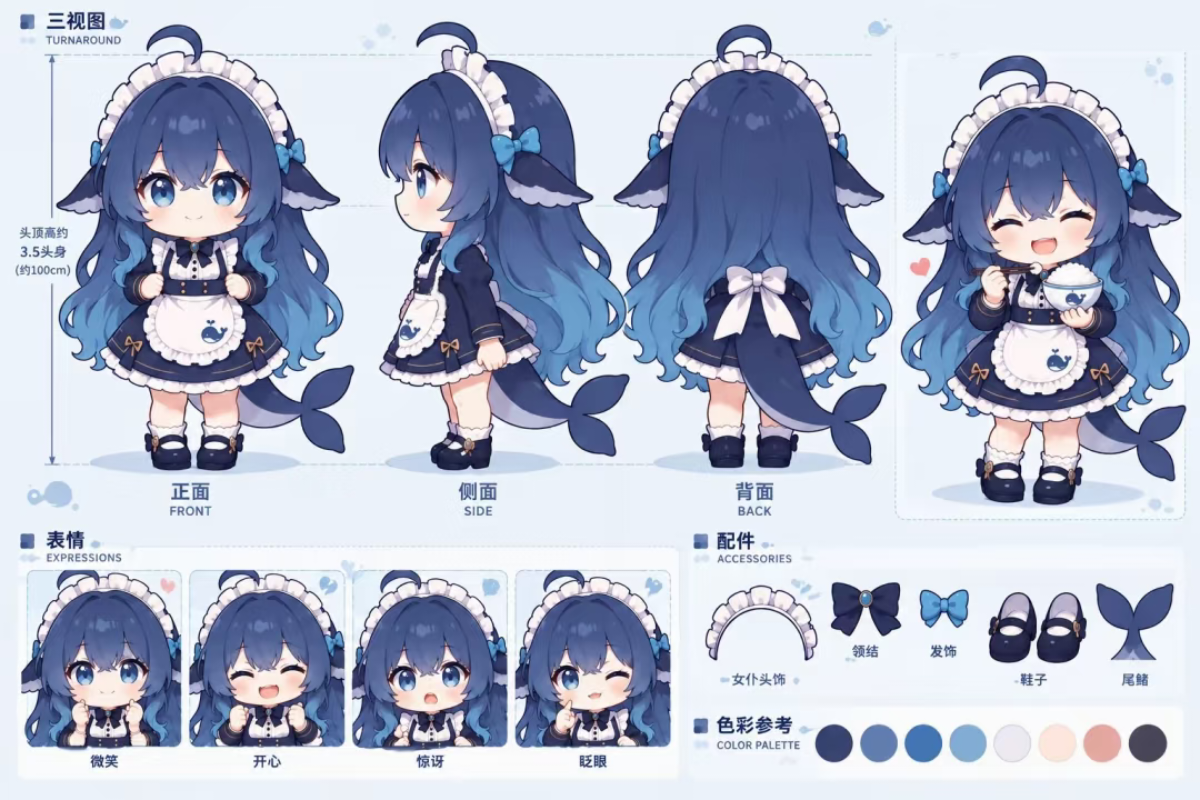 三视图
TURNAROUND
头顶高约
3.5头身
(约100cm)
正面
FRONT
侧面
SIDE
背面
BACK
表情
EXPRESSIONS
微笑
开心
惊讶
眨眼
配件
ACCESSORIES
女仆头饰
领结
发饰
鞋子
尾鳍
色彩参考
COLOR PALETTE